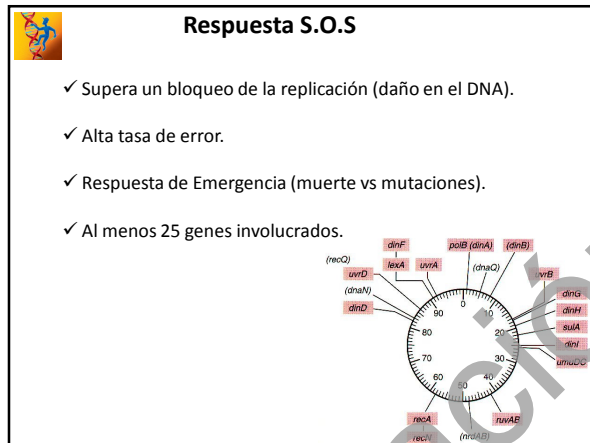 Respuesta S.O.S
✓ Supera un bloqueo de la replicación (daño en el DNA).
✓ Alta tasa de error.
✓ Respuesta de Emergencia (muerte vs mutaciones).
✓ Al menos 25 genes involucrados.
dinF
polB (dinA)
(dinB)
(recQ)
lexA
uvrA
(dnaQ)
uvrD
uvrB
(dnaN)
dinG
dinD
dinH
sulA
dinI
umuDC
0
10
20
30
40
50
60
70
80
90
recA
ruvAB
recN
(nrdAB)